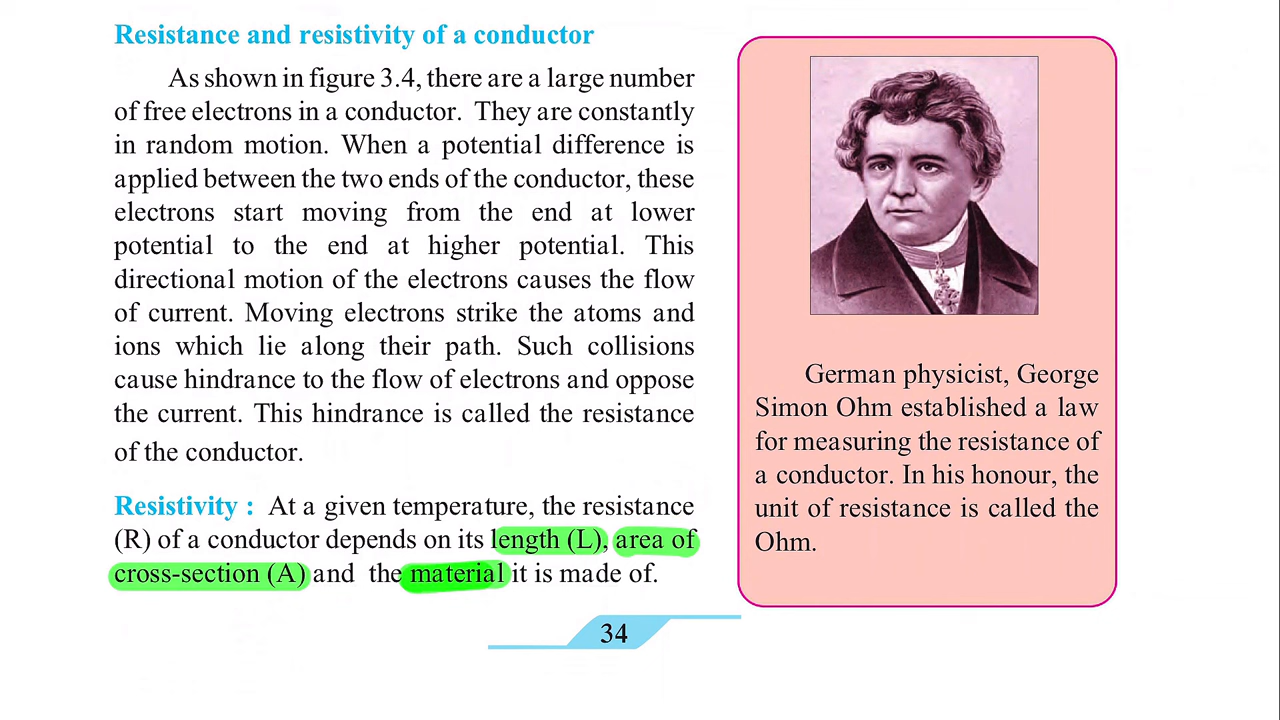 Resistance and resistivity of a conductor
As shown in figure 3.4, there are a large number
of free electrons in a conductor. They are constantly
in random motion. When a potential difference is
applied between the two ends of the conductor, these
electrons start moving from the end at lower
potential to the end at higher potential. This
directional motion of the electrons causes the flow
of current. Moving electrons strike the atoms and
ions which lie along their path. Such collisions
cause hindrance to the flow of electrons and oppose
the current. This hindrance is called the resistance
of the conductor.
Resistivity : At a given temperature, the resistance
(R) of a conductor depends on its length (L), area of
cross-section (A) and the material it is made of.
German physicist, George
Simon Ohm established a law
for measuring the resistance of
a conductor. In his honour, the
unit of resistance is called the
Ohm.
34